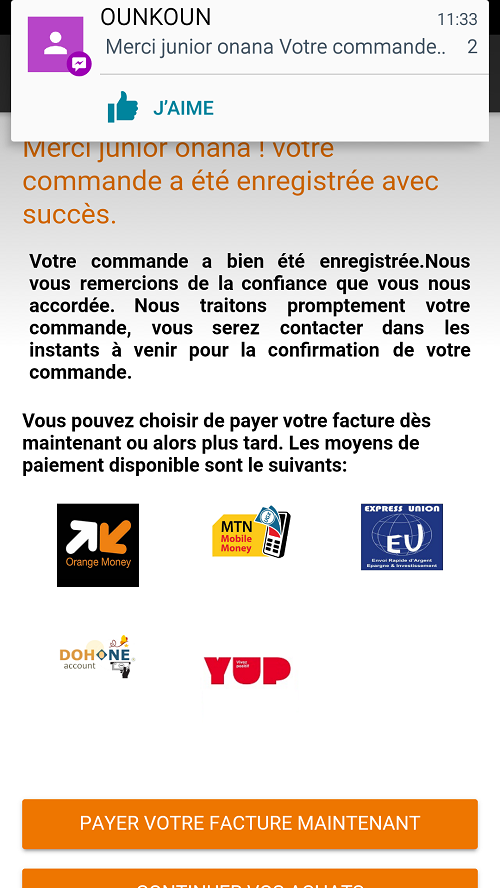 OUNKOUN
11:33
Merci junior onana Votre commande..
2
J'AIME
Merci junior onana ! votre
commande a été enregistrée avec
succès.
Votre commande a bien été enregistrée.Nous
vous remercions de la confiance que vous nous
accordée. Nous traitons promptement votre
commande, vous serez contacter dans les
instants à venir pour la confirmation de votre
commande.
Vous pouvez choisir de payer votre facture dès
maintenant ou alors plus tard. Les moyens de
paiement disponible sont le suivants:
Orange Money
MTN
Mobile
Money
EXPRESS UNION
EU
Envoi Rapide d'Argent
Epargne & Investissement
DOHONE
account
YUP
Vivez
positif
PAYER VOTRE FACTURE MAINTENANT
CONTINUER VOS ACHATS